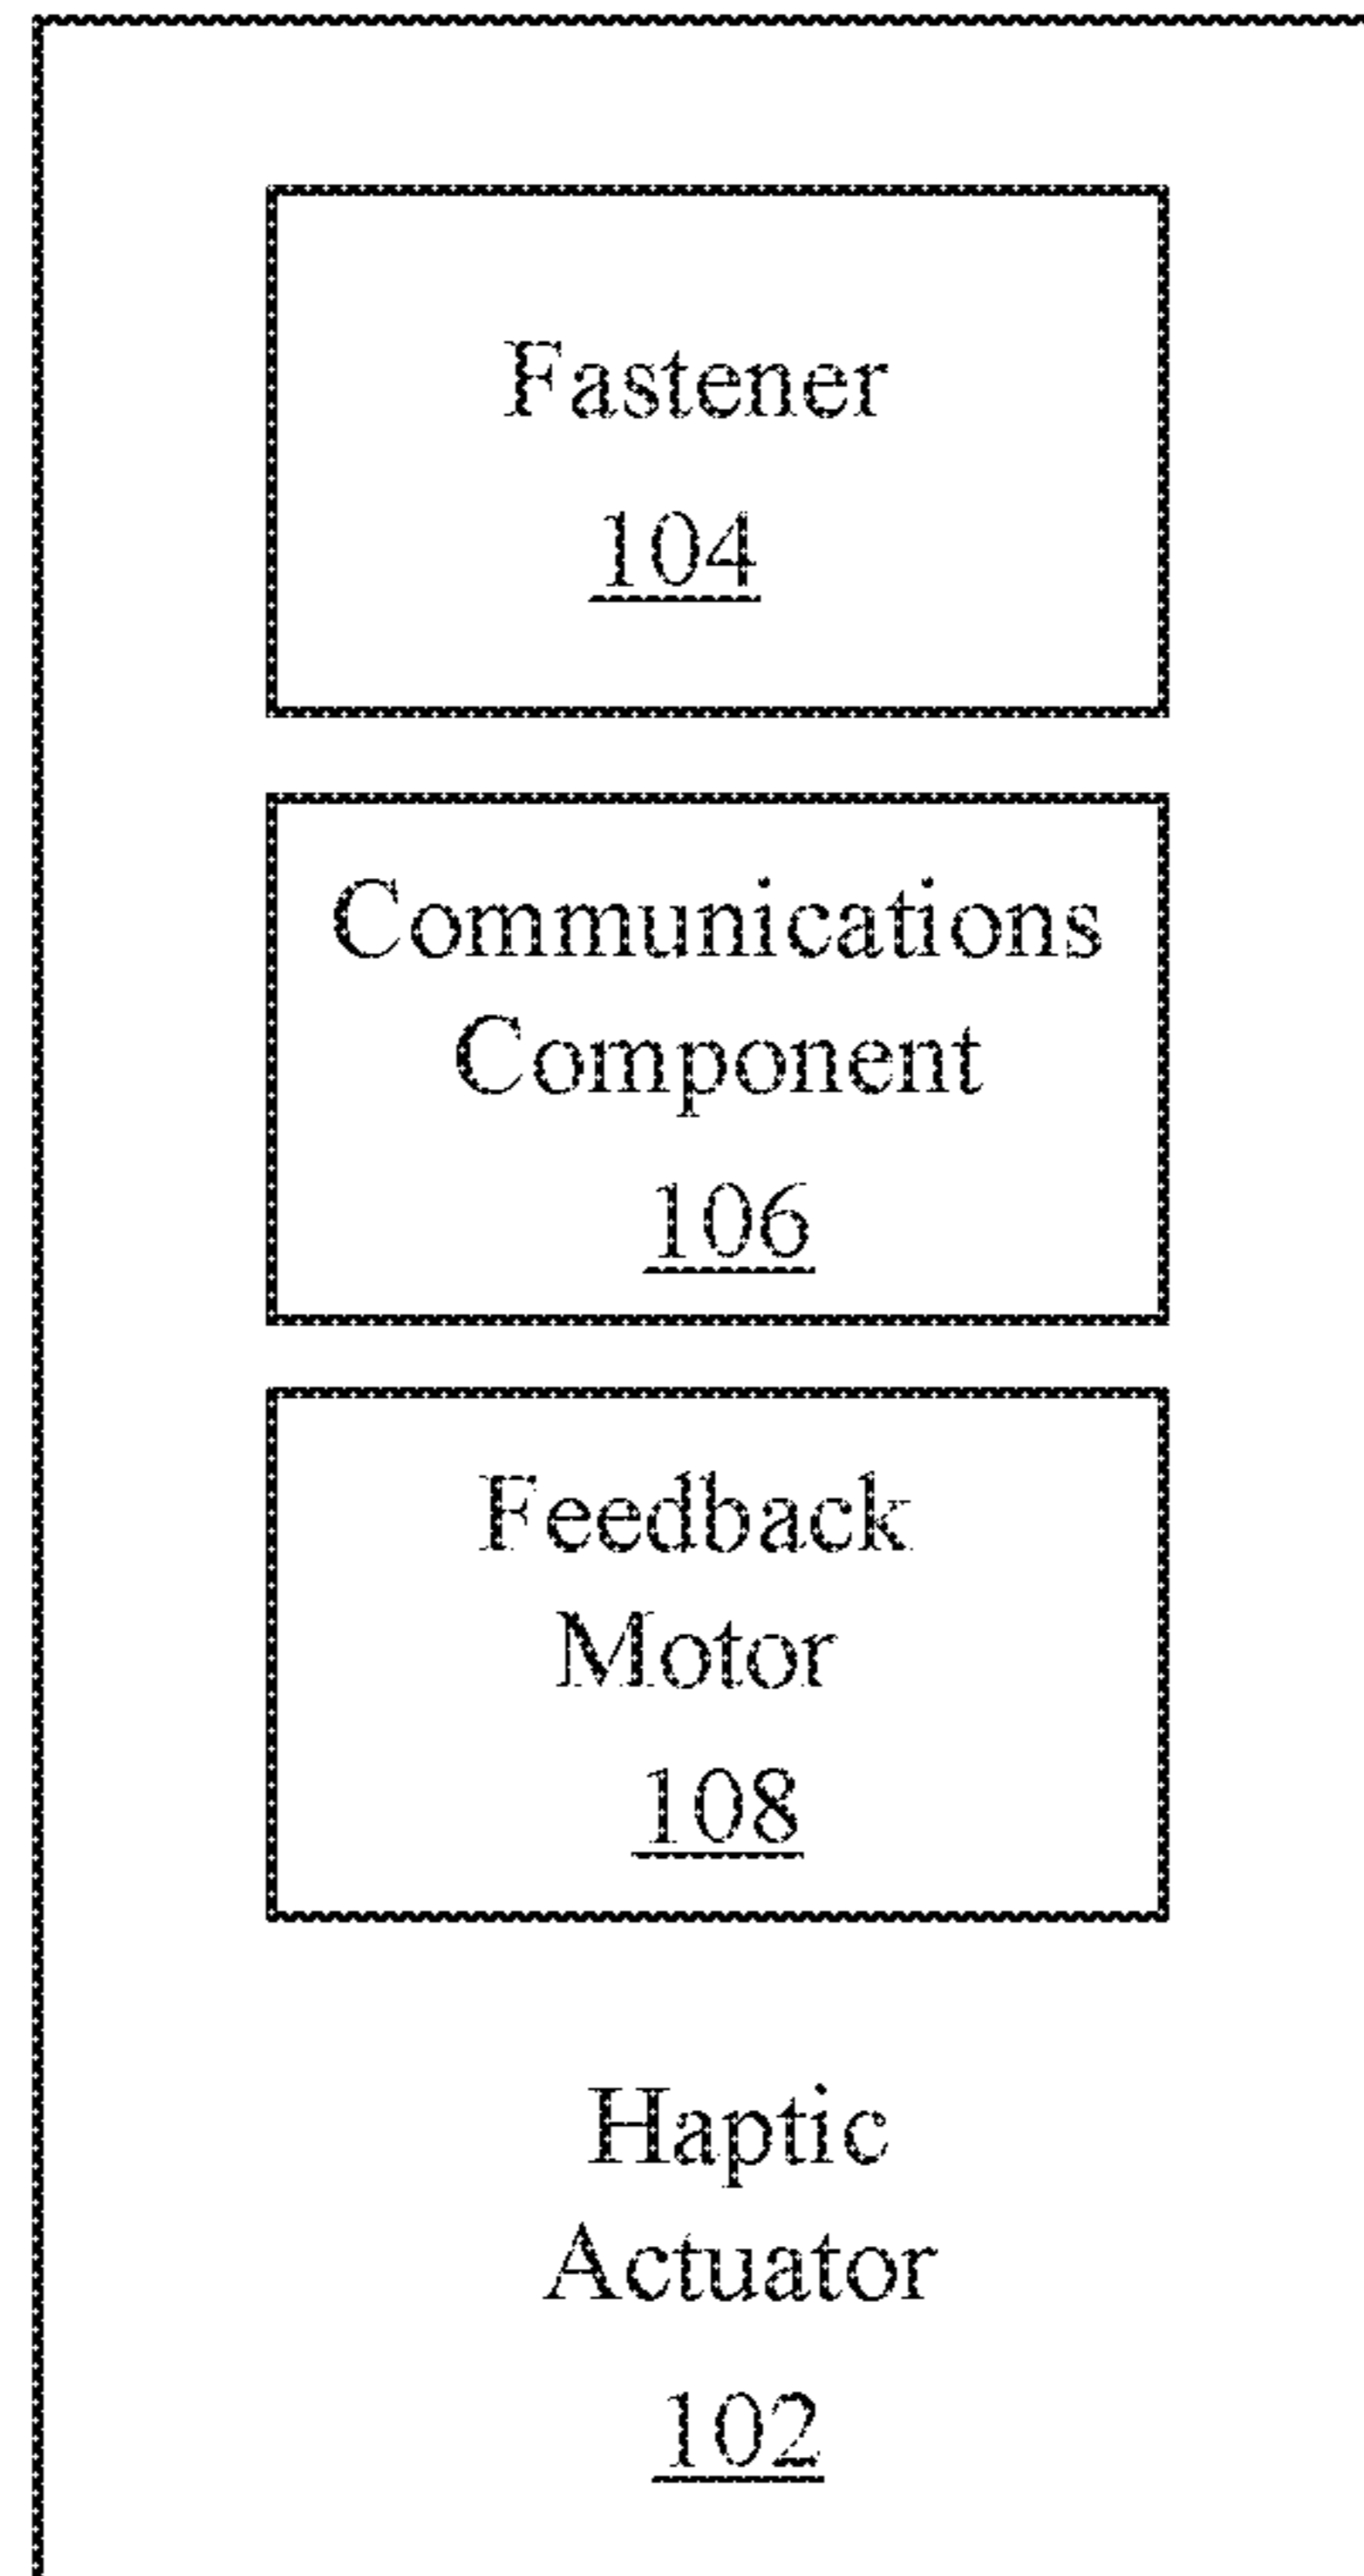 Fastener
104
Communications
Component
106
Feedback
Motor
108
Haptic
Actuator
102